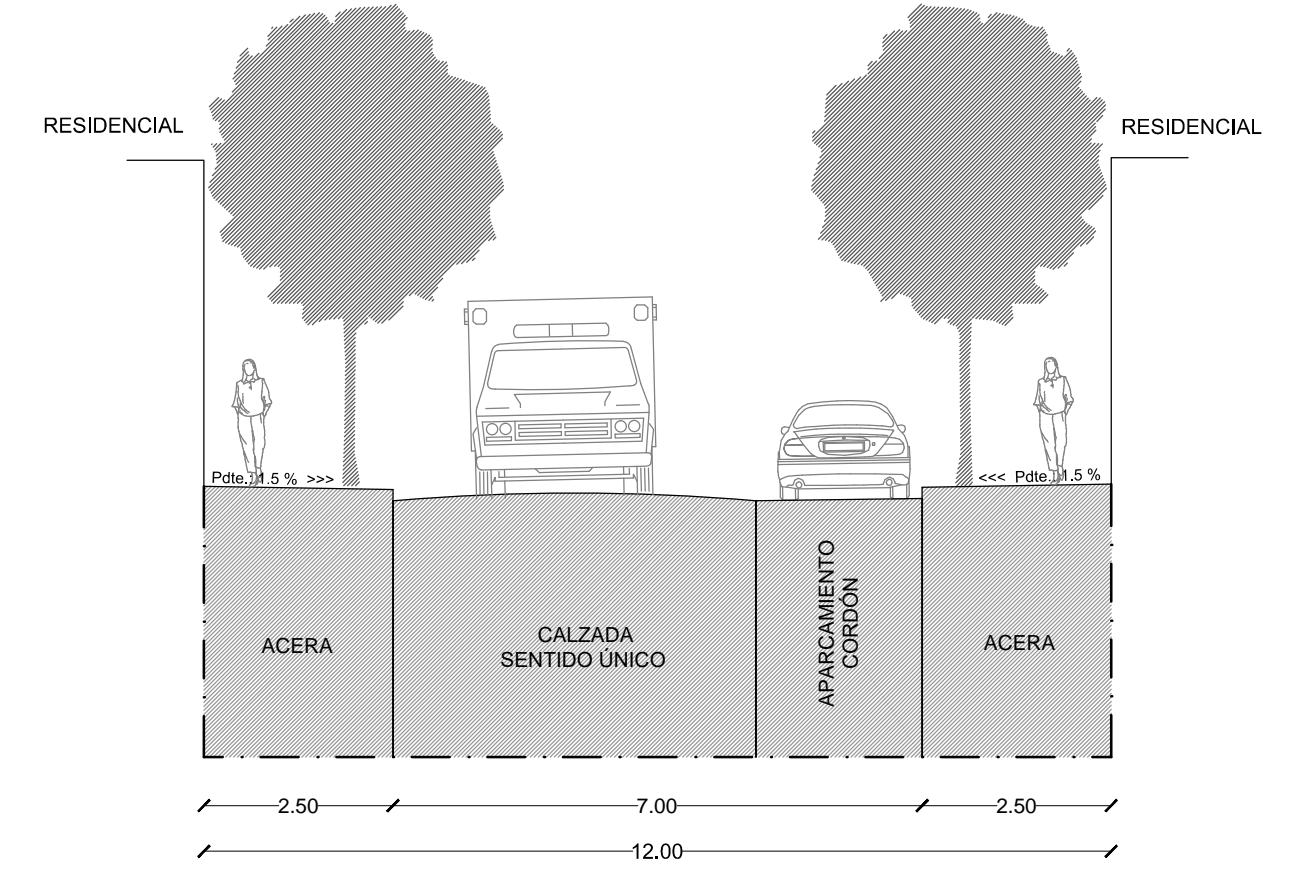 RESIDENCIAL
RESIDENCIAL
Pdte.: 1.5 % >>>
<<< Pdte.: 1.5 %
ACERA
CALZADA
SENTIDO ÚNICO
APARCAMIENTO
CORDÓN
ACERA
2.50
7.00
2.50
12.00